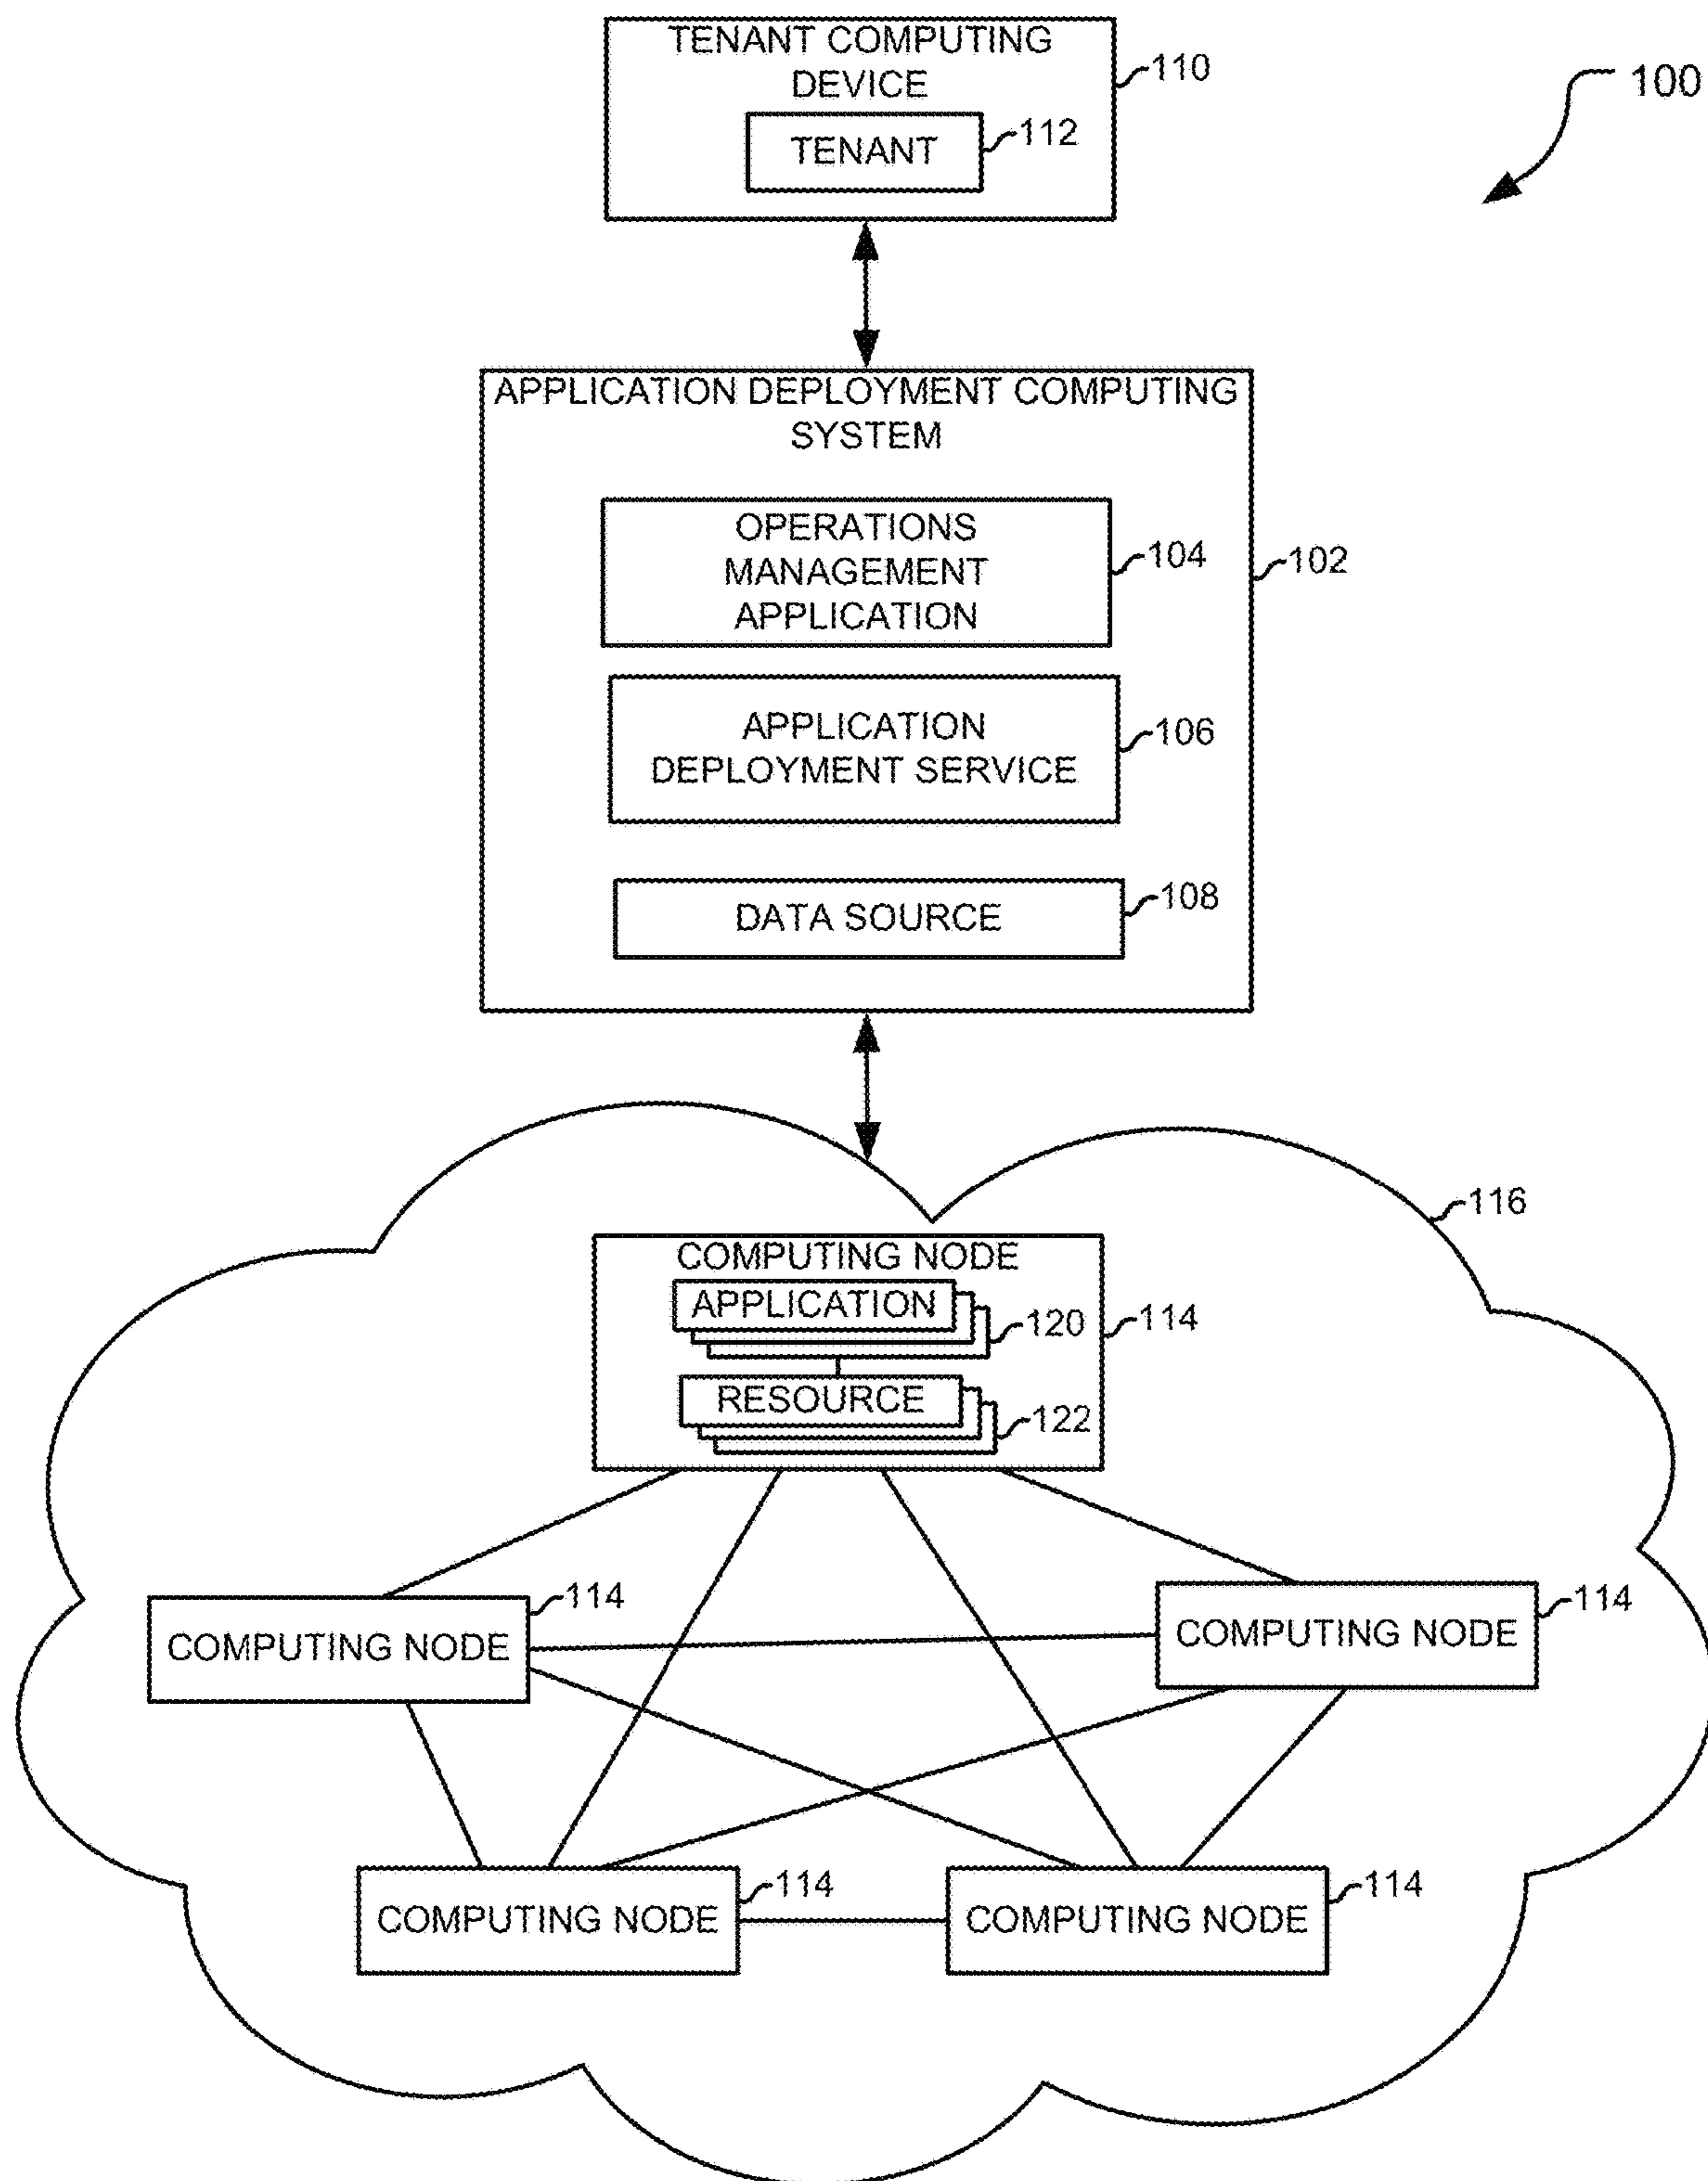 TENANT COMPUTING
DEVICE
110
100
TENANT
112
APPLICATION DEPLOYMENT COMPUTING
SYSTEM
OPERATIONS
MANAGEMENT
APPLICATION
104
102
APPLICATION
DEPLOYMENT SERVICE
106
DATA SOURCE
108
116
COMPUTING NODE
APPLICATION
120
114
RESOURCE
122
COMPUTING NODE
114
COMPUTING NODE
114
COMPUTING NODE
114
COMPUTING NODE
114